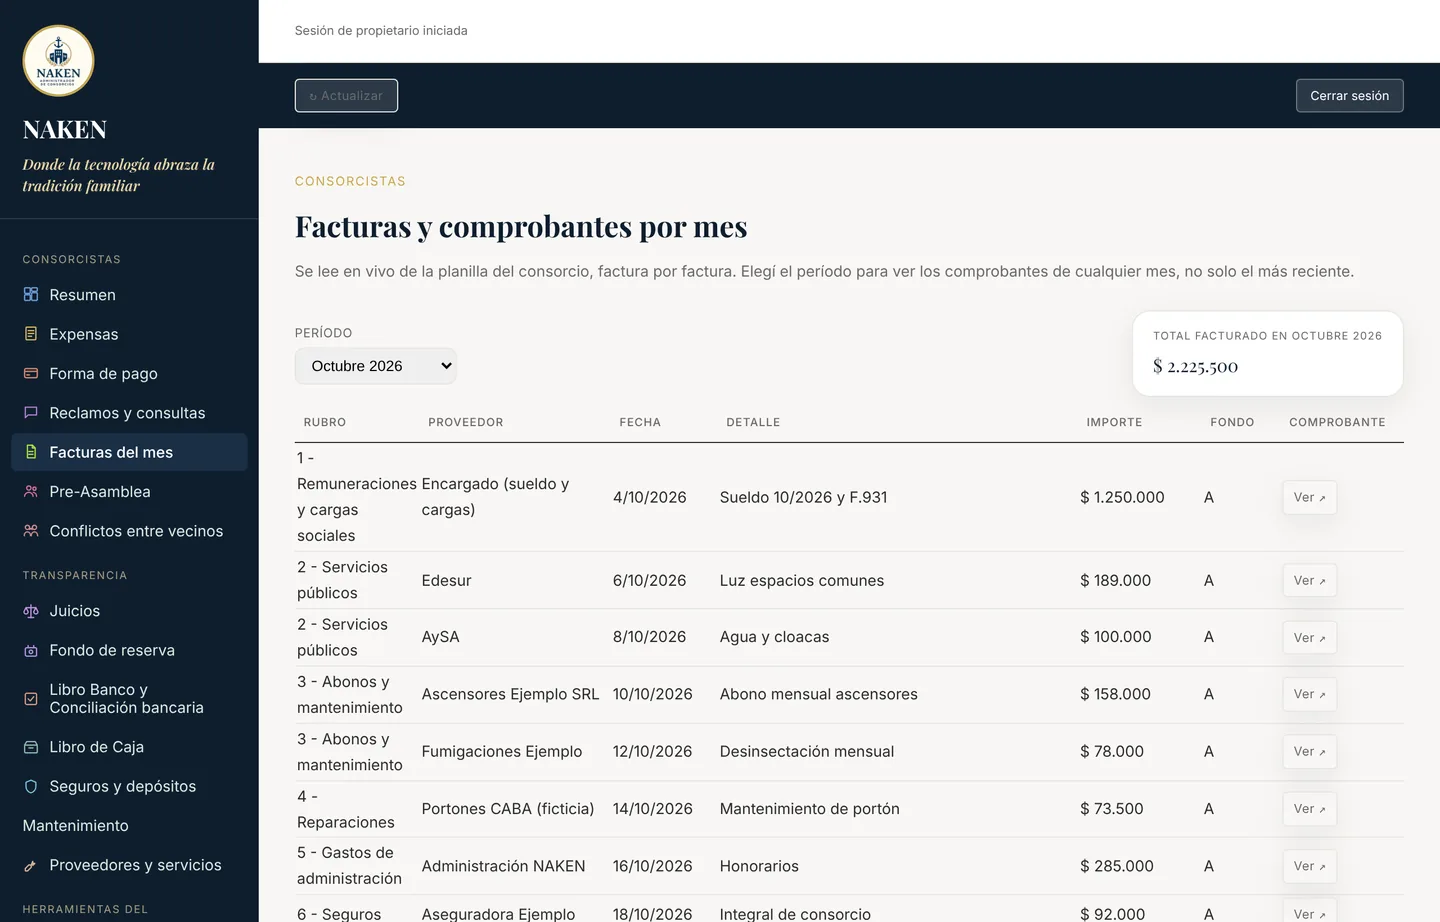 NAKEN
ADMINISTRADOR
DE CONSORCIOS
NAKEN
Donde la tecnología abraza la
tradición familiar
CONSORCISTAS
Resumen
Expensas
Forma de pago
Reclamos y consultas
Facturas del mes
Pre-Asamblea
Conflictos entre vecinos
TRANSPARENCIA
Juicios
Fondo de reserva
Libro Banco y
Conciliación bancaria
Libro de Caja
Seguros y depósitos
Mantenimiento
Proveedores y servicios
HERRAMIENTAS DEL
Sesión de propietario iniciada
↻ Actualizar
Cerrar sesión
CONSORCISTAS
Facturas y comprobantes por mes
Se lee en vivo de la planilla del consorcio, factura por factura. Elegí el período para ver los comprobantes de cualquier mes, no solo el más reciente.
PERÍODO
Octubre 2026
TOTAL FACTURADO EN OCTUBRE 2026
$ 2.225.500
RUBRO PROVEEDOR FECHA DETALLE IMPORTE FONDO COMPROBANTE
1 -
Remuneraciones
y cargas
sociales
Encargado (sueldo y
cargas)
4/10/2026 Sueldo 10/2026 y F.931 $ 1.250.000 A Ver ↗
2 - Servicios
públicos
Edesur 6/10/2026 Luz espacios comunes $ 189.000 A Ver ↗
2 - Servicios
públicos
AySA 8/10/2026 Agua y cloacas $ 100.000 A Ver ↗
3 - Abonos y
mantenimiento
Ascensores Ejemplo SRL 10/10/2026 Abono mensual ascensores $ 158.000 A Ver ↗
3 - Abonos y
mantenimiento
Fumigaciones Ejemplo 12/10/2026 Desinsectación mensual $ 78.000 A Ver ↗
4 -
Reparaciones
Portones CABA (ficticia) 14/10/2026 Mantenimiento de portón $ 73.500 A Ver ↗
5 - Gastos de
administración
Administración NAKEN 16/10/2026 Honorarios $ 285.000 A Ver ↗
6 - Seguros Aseguradora Ejemplo 18/10/2026 Integral de consorcio $ 92.000 A Ver ↗